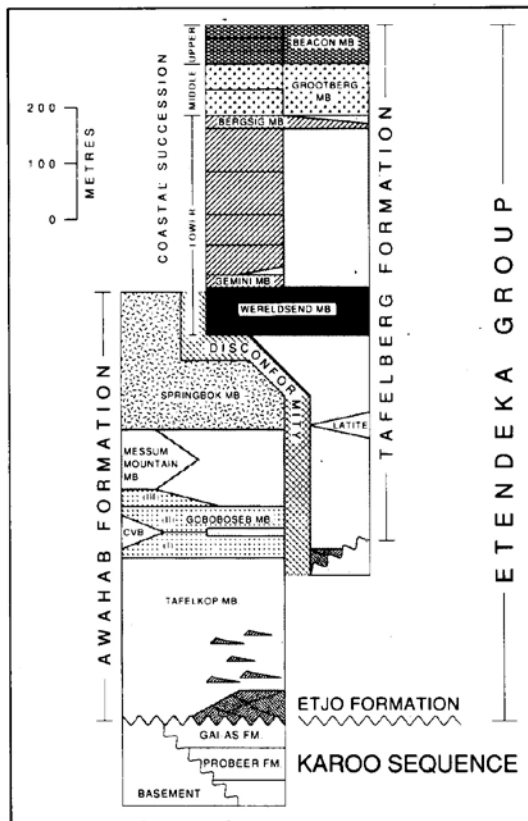 UPPER
BEACON MB
MIDDLE
GROOTBERG
MB
BERGSIG MB
200
100
0
METRES
COASTAL SUCCESSION
LOWER
GEMINI MB
WERELDSEND MB
DISCONFORMITY
SPRINGBOK MB
LATITE
MESSUM
MOUNTAIN
MB
(III)
GOBOBOSEB MB
(II)
CVB
(I)
TAFELKOP MB
AWAHAB FORMATION
TAFELBERG FORMATION
ETENDEKA GROUP
ETJO FORMATION
GAI-AS FM.
PROBEER FM.
KAROO SEQUENCE
BASEMENT